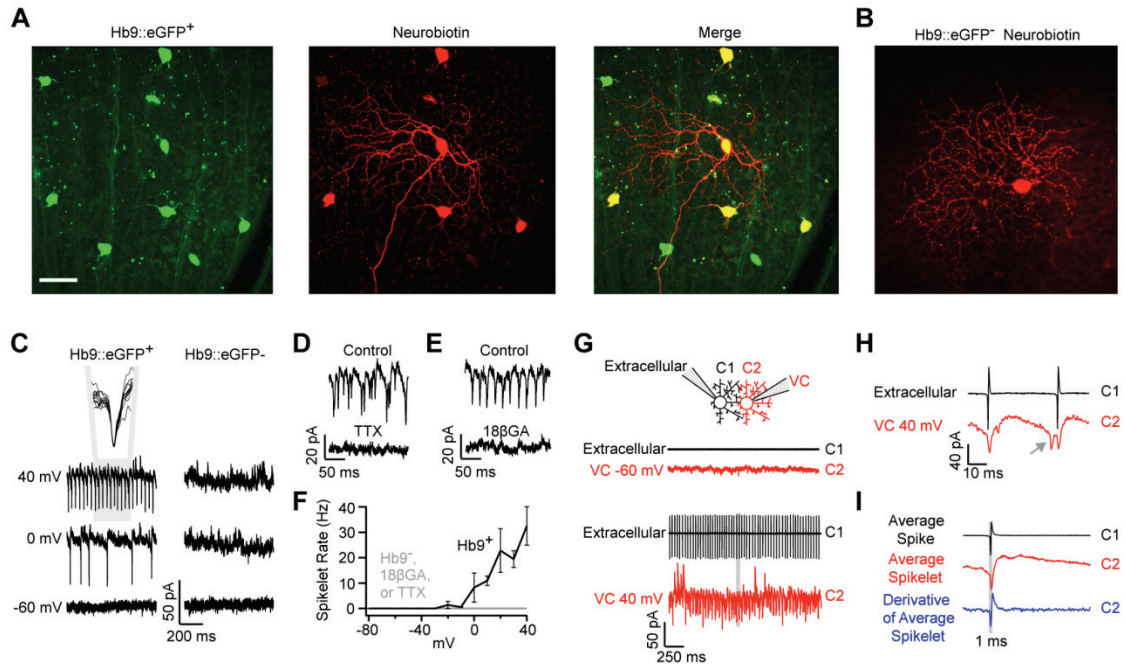 A
Hb9::eGFP+
Neurobiotin
Merge
B
Hb9::eGFP- Neurobiotin
C
Hb9::eGFP+
Hb9::eGFP-
40 mV
0 mV
-60 mV
50 pA
200 ms
D
Control
TTX
20 pA
50 ms
E
Control
18βGA
20 pA
50 ms
F
Spikelet Rate (Hz)
40
30
20
10
0
Hb9-,
18βGA,
or TTX
Hb9+
-80
-40
0
40
mV
G
Extracellular
C1
C2
VC
Extracellular
C1
VC -60 mV
C2
Extracellular
C1
VC 40 mV
C2
50 pA
250 ms
H
Extracellular
C1
VC 40 mV
C2
40 pA
10 ms
I
Average
Spike
C1
Average
Spikelet
C2
Derivative
of Average
Spikelet
C2
1 ms